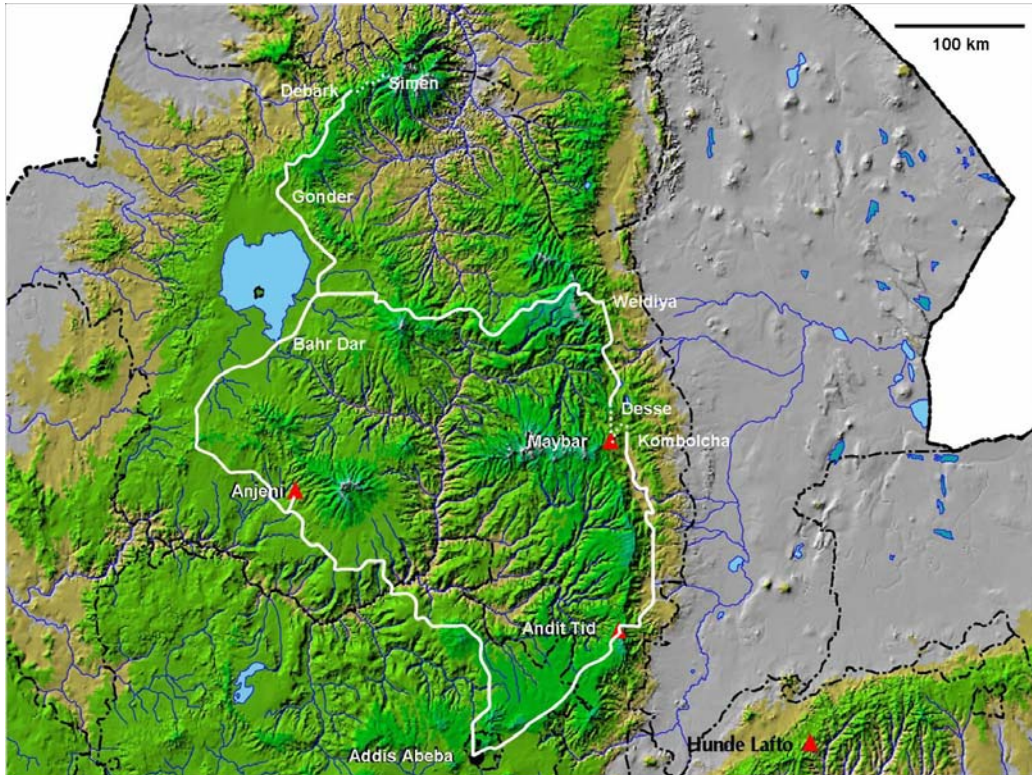 100 km
Debark
Simen
Gonder
Weldiya
Bahr Dar
Desse
Maybar
Kombolcha
Anjeni
Andit Tid
Addis Abeba
Hunde Lafto